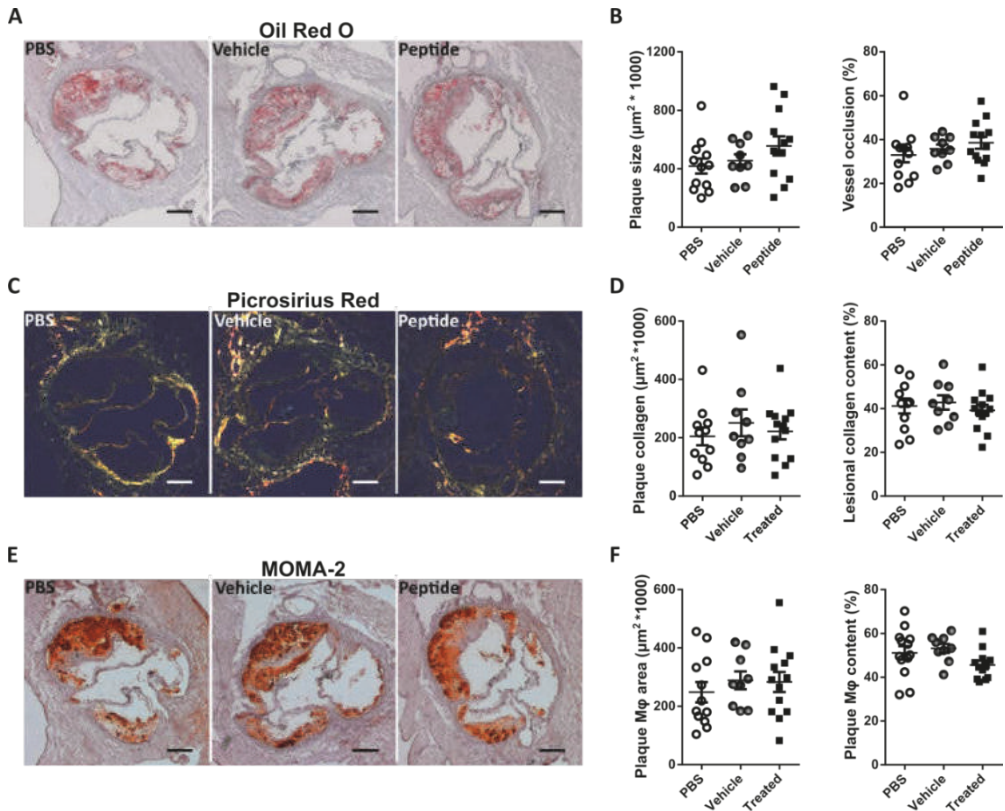 A
Oil Red O
PBS
Vehicle
Peptide
B
Plaque size (µm² * 1000)
1200
800
400
0
PBS
Vehicle
Peptide
Vessel occlusion (%)
80
60
40
20
0
PBS
Vehicle
Peptide
C
Picrosirius Red
PBS
Vehicle
Peptide
D
Plaque collagen (µm² *1000)
600
400
200
0
PBS
Vehicle
Treated
Lesional collagen content (%)
80
60
40
20
0
PBS
Vehicle
Treated
E
MOMA-2
PBS
Vehicle
Peptide
F
Plaque Mφ area (µm² *1000)
600
400
200
0
PBS
Vehicle
Treated
Plaque Mφ content (%)
80
60
40
20
0
PBS
Vehicle
Treated